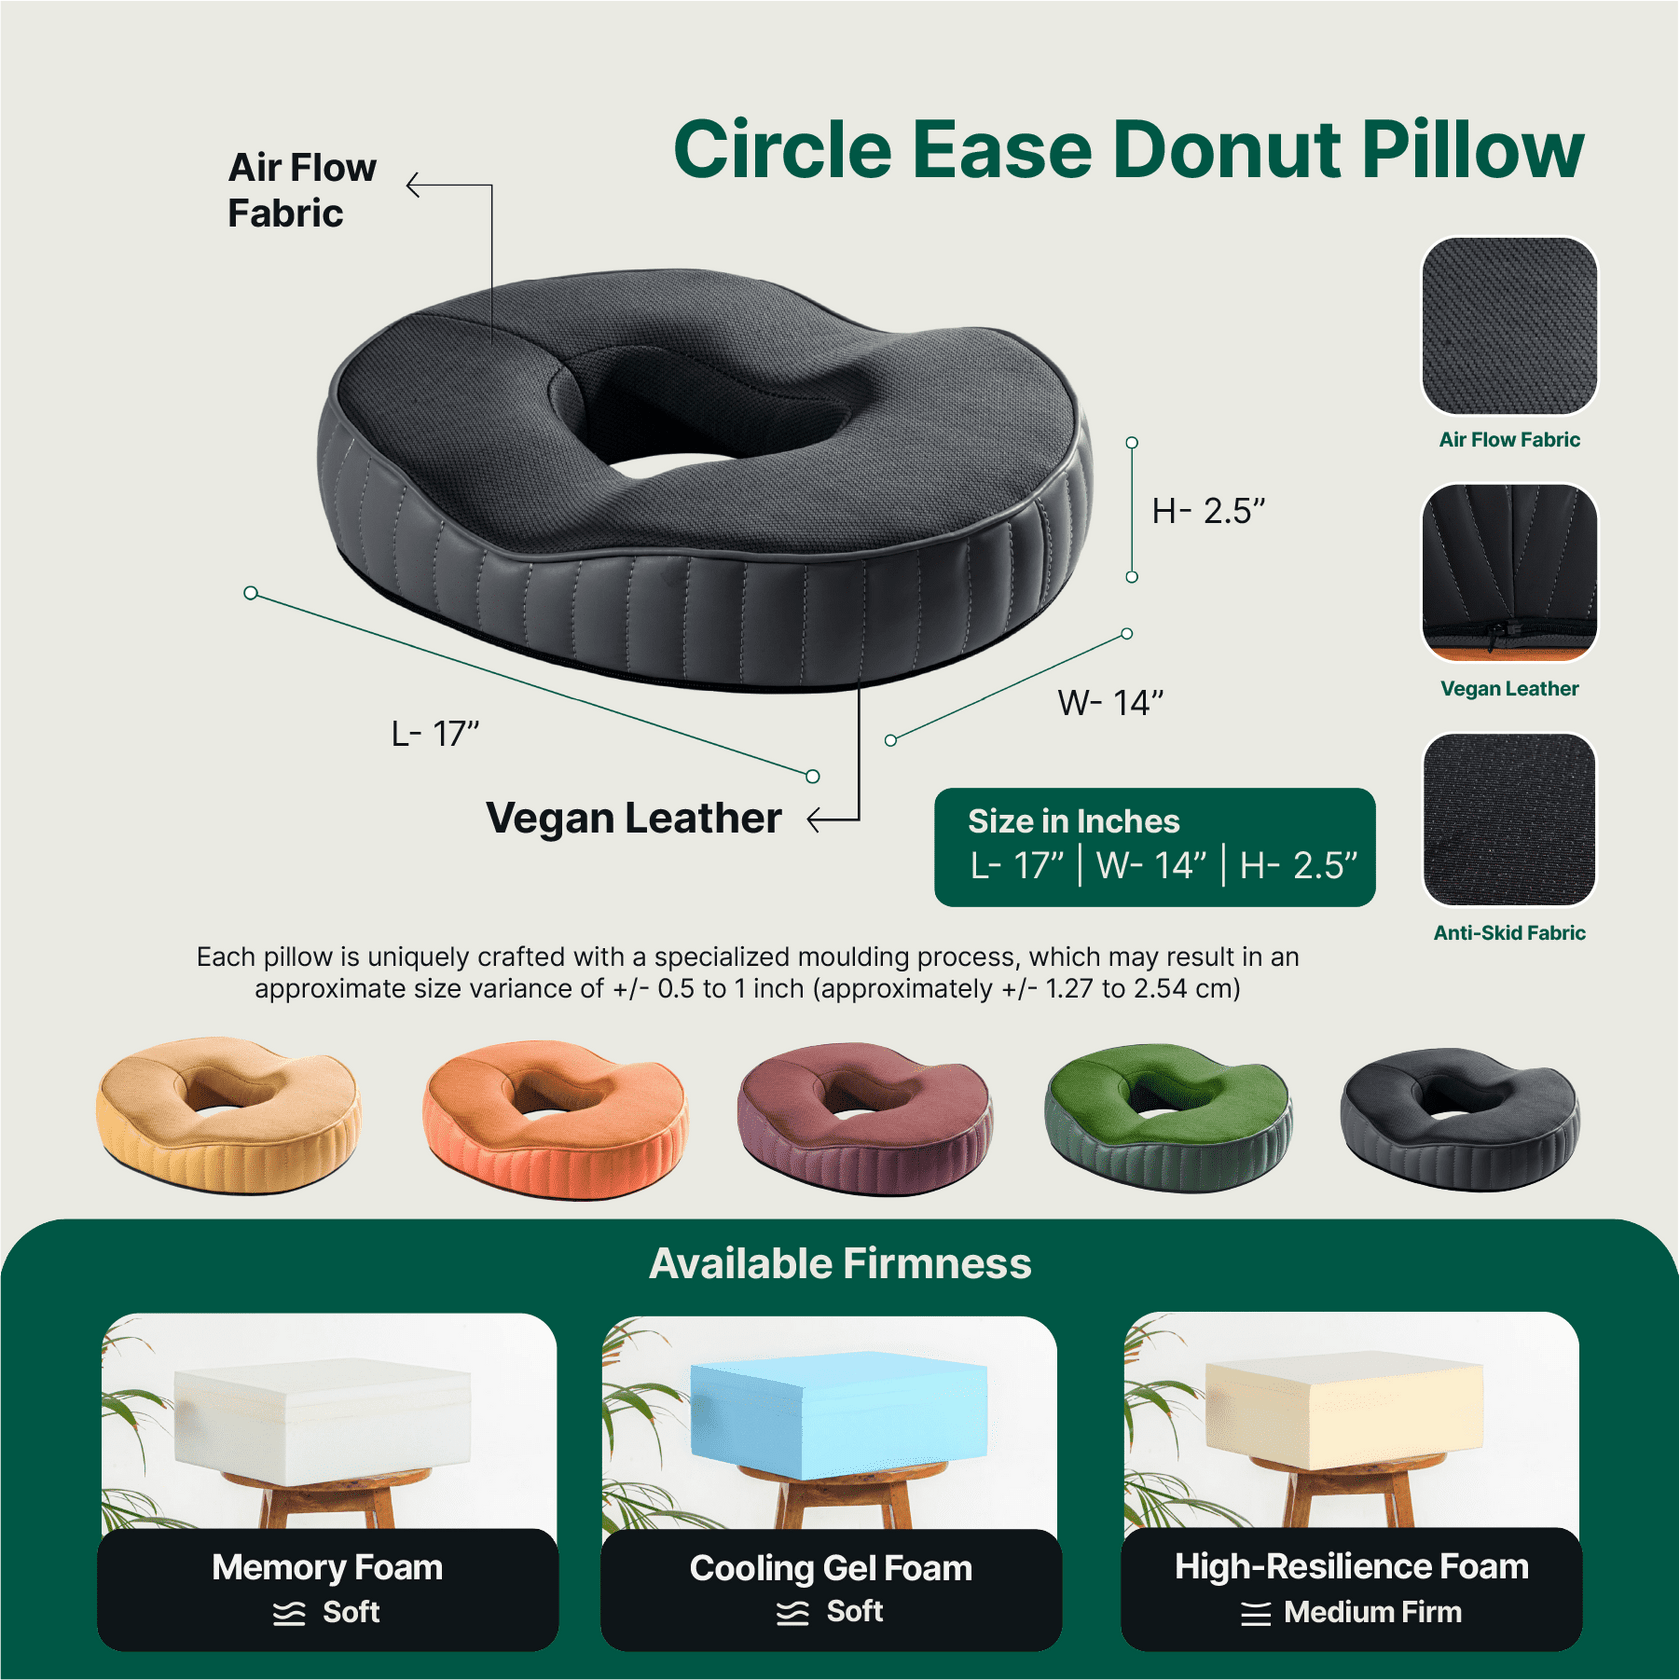 Circle Ease Donut Pillow
Air Flow
Fabric
Air Flow Fabric
H- 2.5”
Vegan Leather
W- 14”
L- 17”
Vegan Leather
Size in Inches
L- 17” | W- 14” | H- 2.5”
Anti-Skid Fabric
Each pillow is uniquely crafted with a specialized moulding process, which may result in an
approximate size variance of +/- 0.5 to 1 inch (approximately +/- 1.27 to 2.54 cm)
Available Firmness
Memory Foam
Soft
Cooling Gel Foam
Soft
High-Resilience Foam
Medium Firm